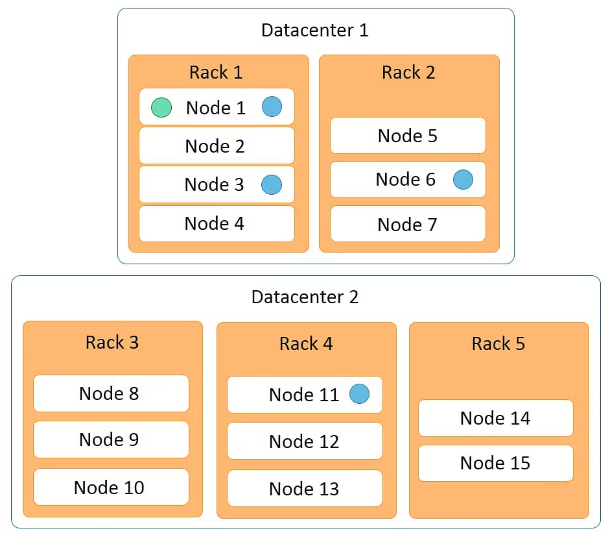 Datacenter 1
Rack 1
Node 1
Node 2
Node 3
Node 4
Rack 2
Node 5
Node 6
Node 7
Datacenter 2
Rack 3
Node 8
Node 9
Node 10
Rack 4
Node 11
Node 12
Node 13
Rack 5
Node 14
Node 15